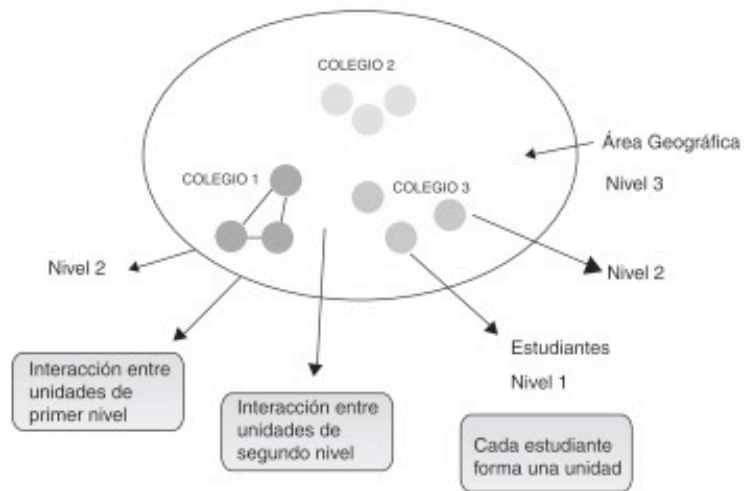 COLEGIO 2
Área Geográfica
COLEGIO 1
COLEGIO 3
Nivel 3
Nivel 2
Nivel 2
Estudiantes
Nivel 1
Interacción entre
unidades de
primer nivel
Interacción entre
unidades de
segundo nivel
Cada estudiante
forma una unidad